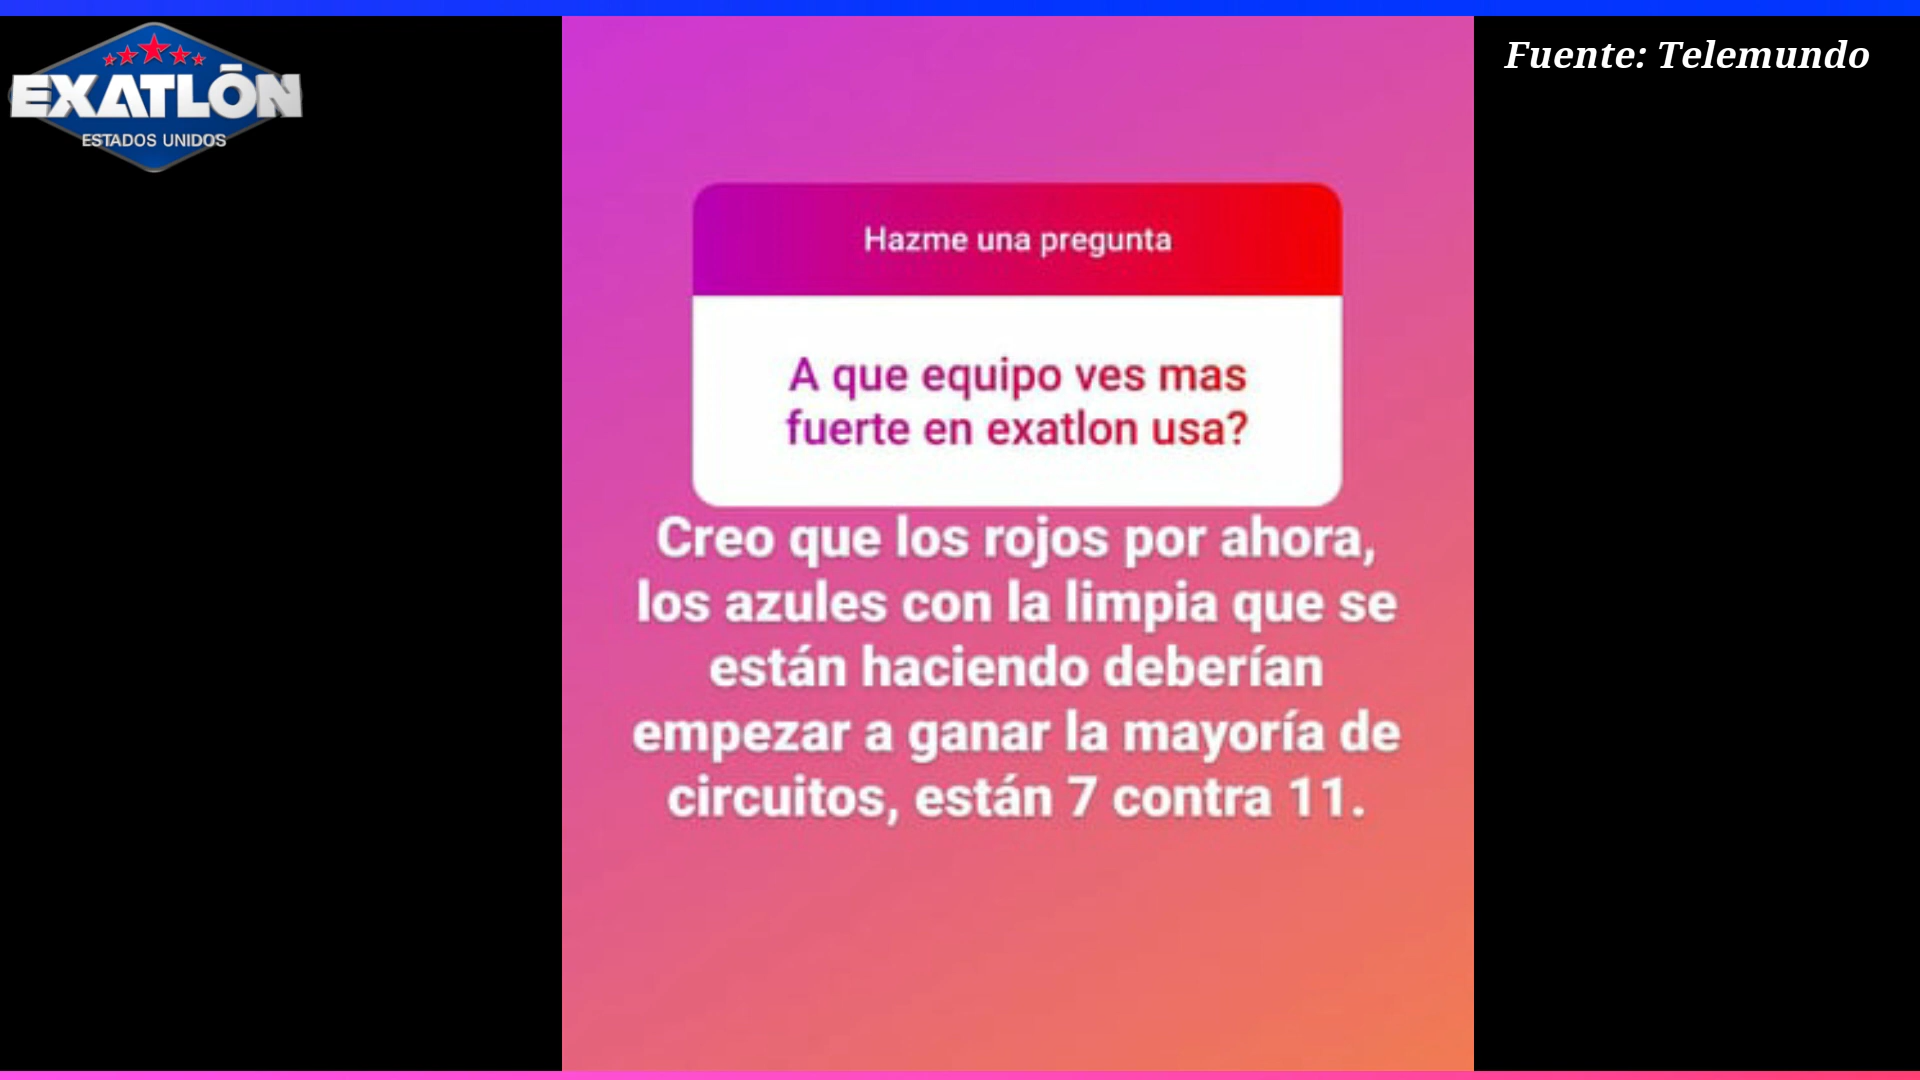 EXATLŌN
ESTADOS UNIDOS
Fuente: Telemundo
Hazme una pregunta
A que equipo ves mas
fuerte en exatlon usa?
Creo que los rojos por ahora,
los azules con la limpia que se
están haciendo deberían
empezar a ganar la mayoría de
circuitos, están 7 contra 11.